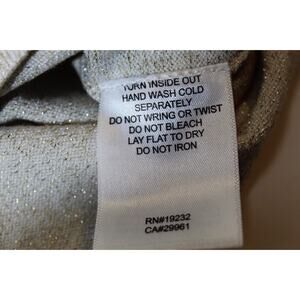 TURN INSIDE OUT
HAND WASH COLD
SEPARATELY
DO NOT WRING OR TWIST
DO NOT BLEACH
LAY FLAT TO DRY
DO NOT IRON
RN#19232
CA#29961